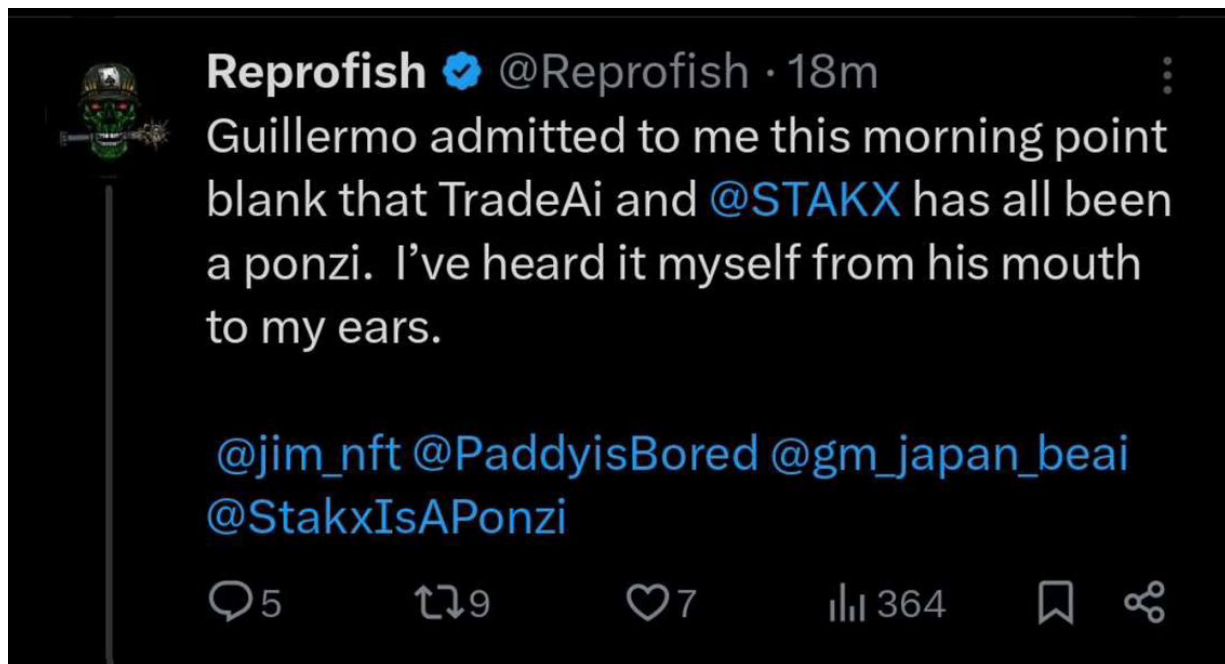 Reprofish @Reprofish · 18m
Guillermo admitted to me this morning point
blank that TradeAi and @STAKX has all been
a ponzi.  I’ve heard it myself from his mouth
to my ears.
@jim_nft @PaddyisBored @gm_japan_beai
@StakxIsAPonzi
5 9 7 364